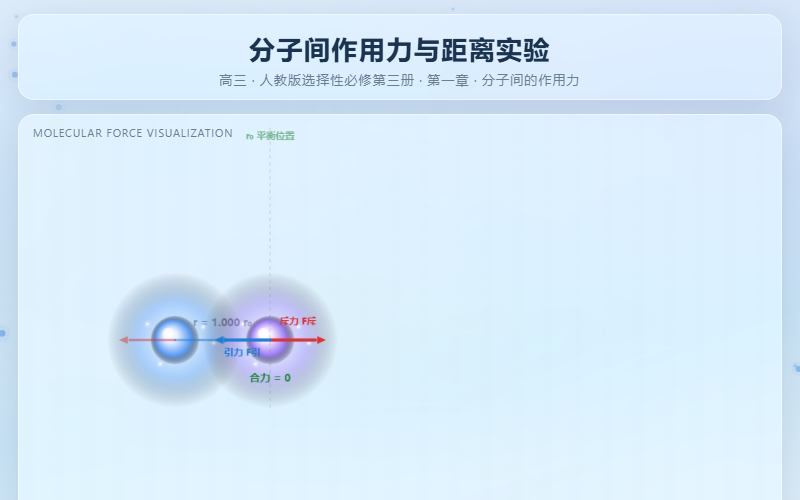 分子间作用力与距离实验
高三 · 人教版选择性必修第三册 · 第一章 · 分子间的作用力
MOLECULAR FORCE VISUALIZATION
r₀ 平衡位置
r = 1.000 r₀
斥力 F斥
引力 F引
合力 = 0